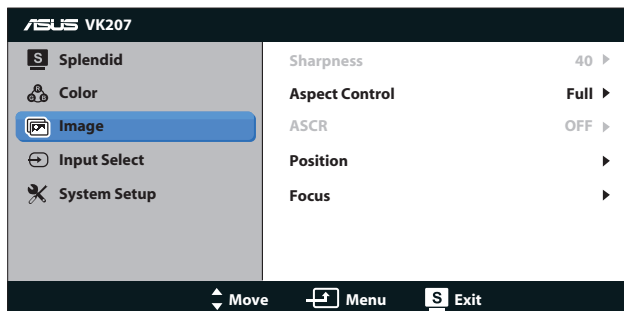 ASUS VK207
S Splendid
R G B Color
Image
Input Select
System Setup
Sharpness 40
Aspect Control Full
ASCR OFF
Position
Focus
Move Menu S Exit